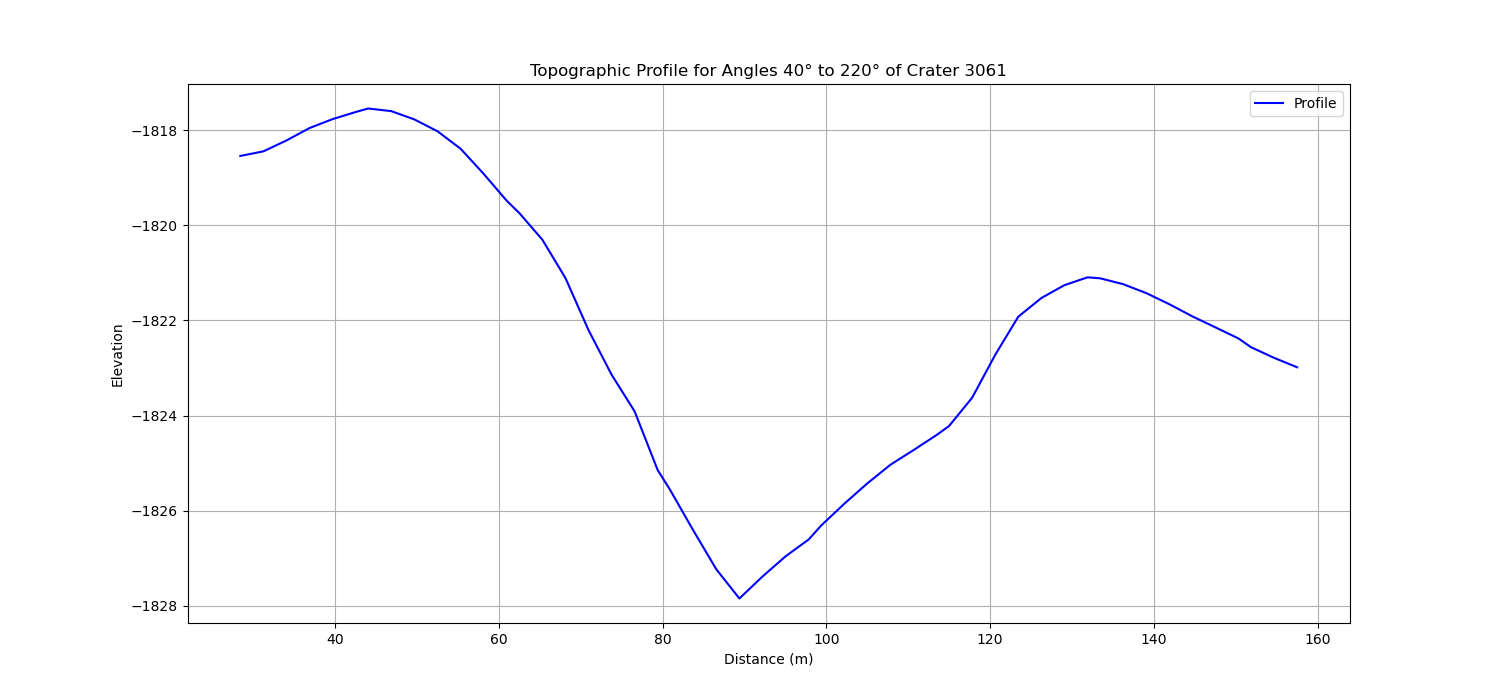 Topographic Profile for Angles 40° to 220° of Crater 3061
Profile
−1818
−1820
−1822
−1824
−1826
−1828
Elevation
40 60 80 100 120 140 160
Distance (m)